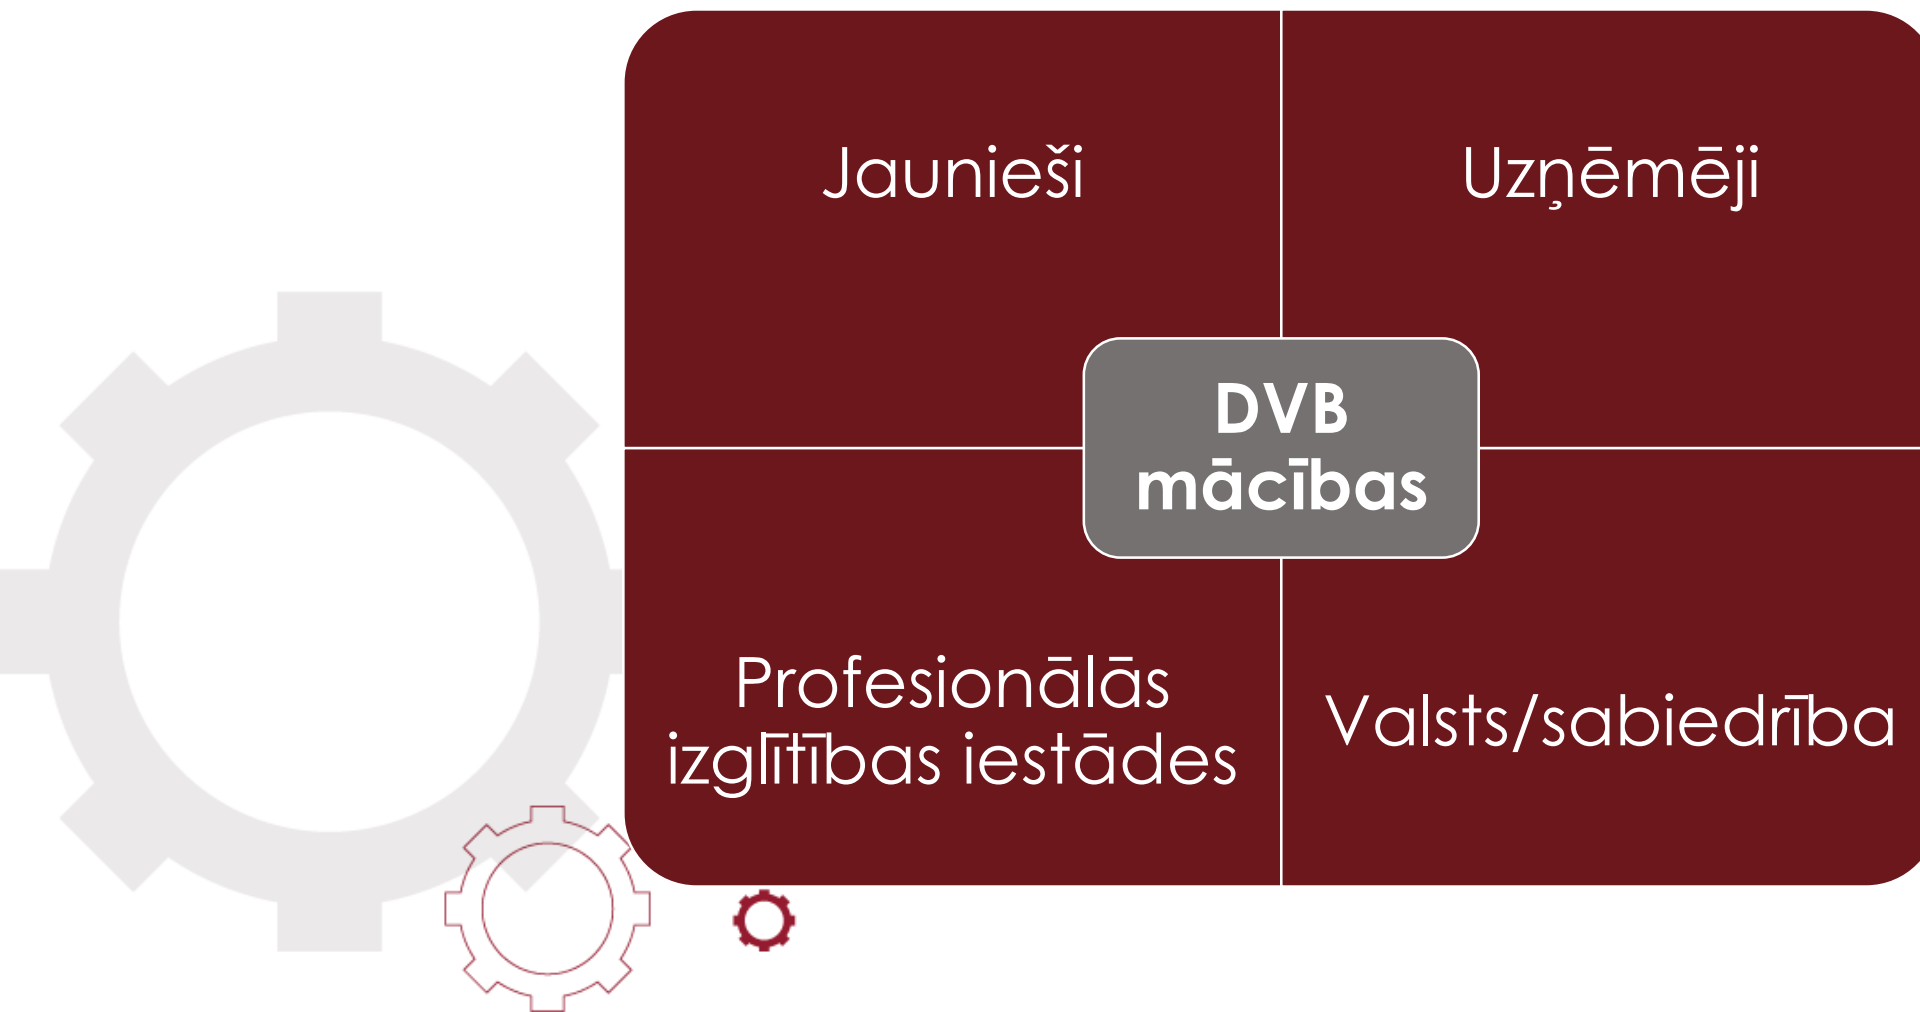 Jaunieši
Uzņēmēji
DVB
mācības
Profesionālās
izglītības iestādes
Valsts/sabiedrība